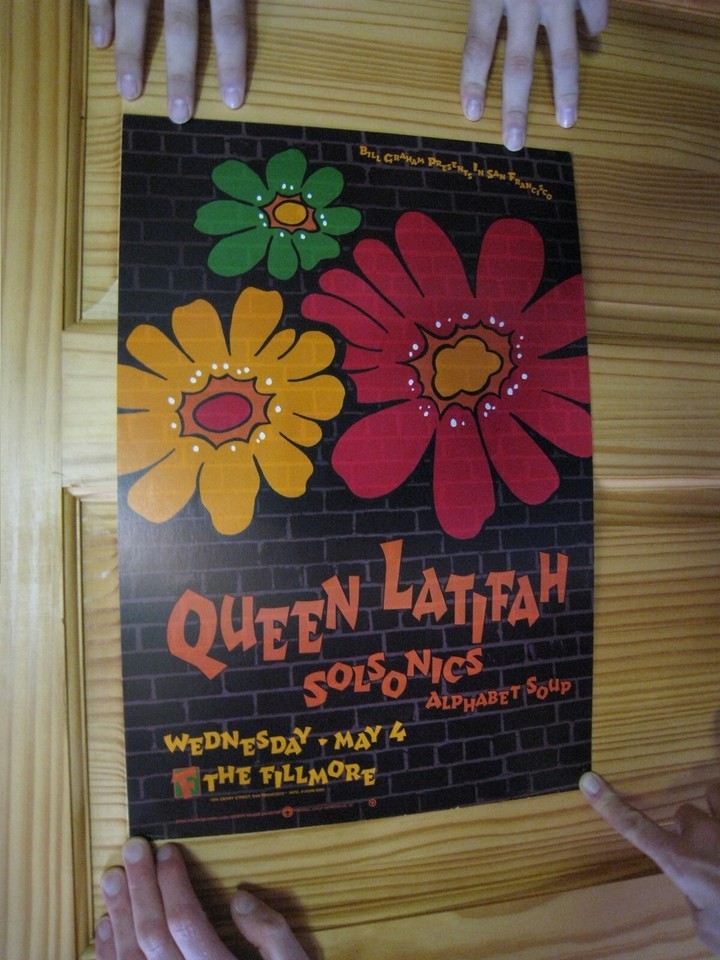 Bill Graham Presents In San Francisco
Queen Latifah
Solsonics
Alphabet Soup
Wednesday • May 4
F The Fillmore